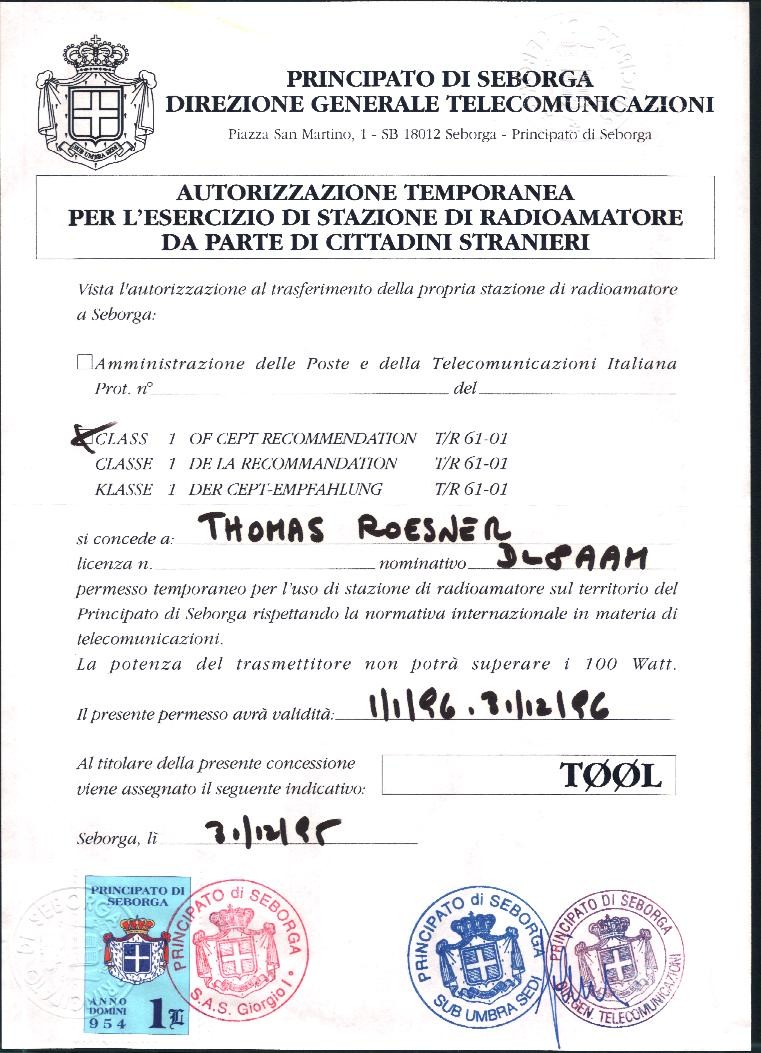 PRINCIPATO DI SEBORGA
DIREZIONE GENERALE TELECOMUNICAZIONI
Piazza San Martino, 1 - SB 18012 Seborga - Principato di Seborga
SUB UMBRA SEDI
AUTORIZZAZIONE TEMPORANEA
PER L'ESERCIZIO DI STAZIONE DI RADIOAMATORE
DA PARTE DI CITTADINI STRANIERI
Vista l'autorizzazione al trasferimento della propria stazione di radioamatore
a Seborga:
Amministrazione delle Poste e della Telecomunicazioni Italiana
Prot. n° del
CLASS 1 OF CEPT RECOMMENDATION T/R 61-01
CLASSE 1 DE LA RECOMMANDATION T/R 61-01
KLASSE 1 DER CEPT-EMPFAHLUNG T/R 61-01
si concede a: THOMAS ROESNER
licenza n. nominativo DL8AAM
permesso temporaneo per l'uso di stazione di radioamatore sul territorio del
Principato di Seborga rispettando la normativa internazionale in materia di
telecomunicazioni.
La potenza del trasmettitore non potrà superare i 100 Watt.
Il presente permesso avrà validità: 1/1/96 . 31/12/96
Al titolare della presente concessione
viene assegnato il seguente indicativo:
TØØL
Seborga, lì 31/12/95
PRINCIPATO DI
SEBORGA
ANNO
DOMINI
954
1£
PRINCIPATO di SEBORGA
S.A.S. Giorgio I
PRINCIPATO di SEBORGA
SUB UMBRA SEDI
PRINCIPATO DI SEBORGA
DIR. GEN. TELECOMUNICAZIONI